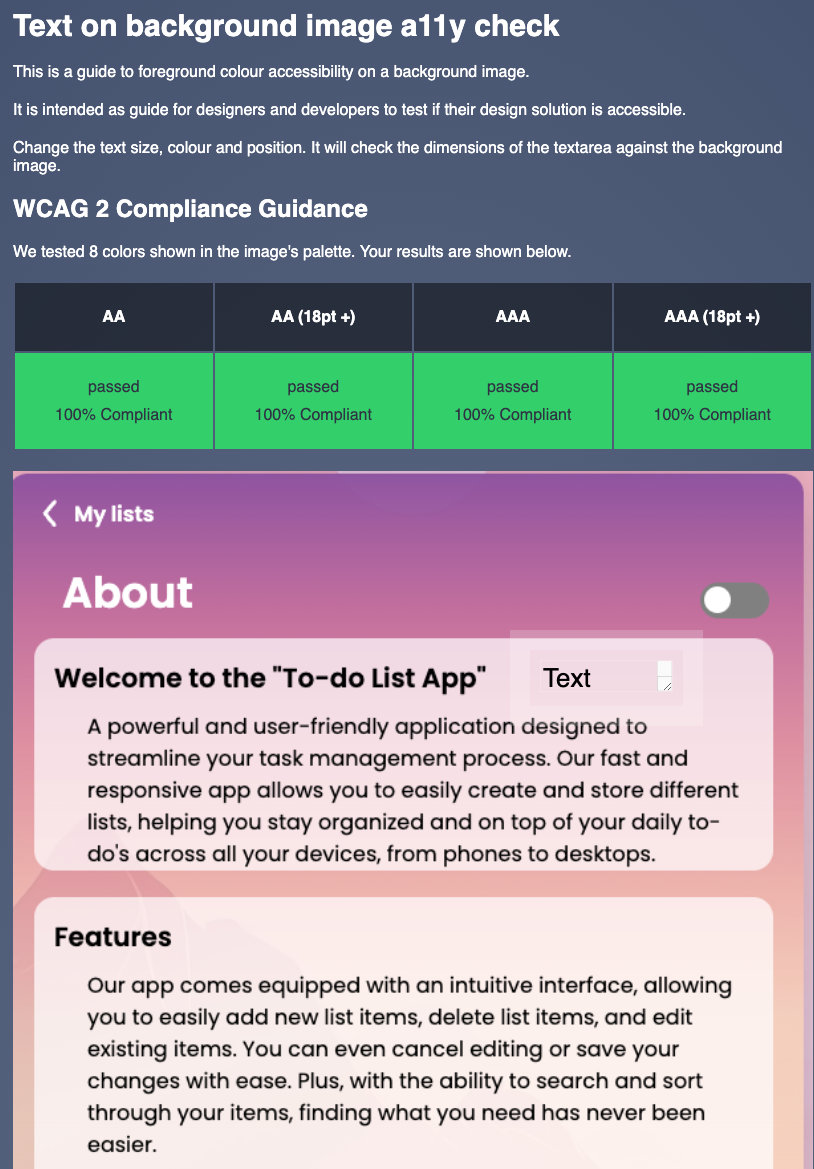 Text on background image a11y check
This is a guide to foreground colour accessibility on a background image.
It is intended as guide for designers and developers to test if their design solution is accessible.
Change the text size, colour and position. It will check the dimensions of the textarea against the background
image.
WCAG 2 Compliance Guidance
We tested 8 colors shown in the image's palette. Your results are shown below.
AA AA (18pt +) AAA AAA (18pt +)
passed passed passed passed
100% Compliant 100% Compliant 100% Compliant 100% Compliant
My lists
About
Welcome to the "To-do List App" Text
A powerful and user-friendly application designed to
streamline your task management process. Our fast and
responsive app allows you to easily create and store different
lists, helping you stay organized and on top of your daily to-
do's across all your devices, from phones to desktops.
Features
Our app comes equipped with an intuitive interface, allowing
you to easily add new list items, delete list items, and edit
existing items. You can even cancel editing or save your
changes with ease. Plus, with the ability to search and sort
through your items, finding what you need has never been
easier.